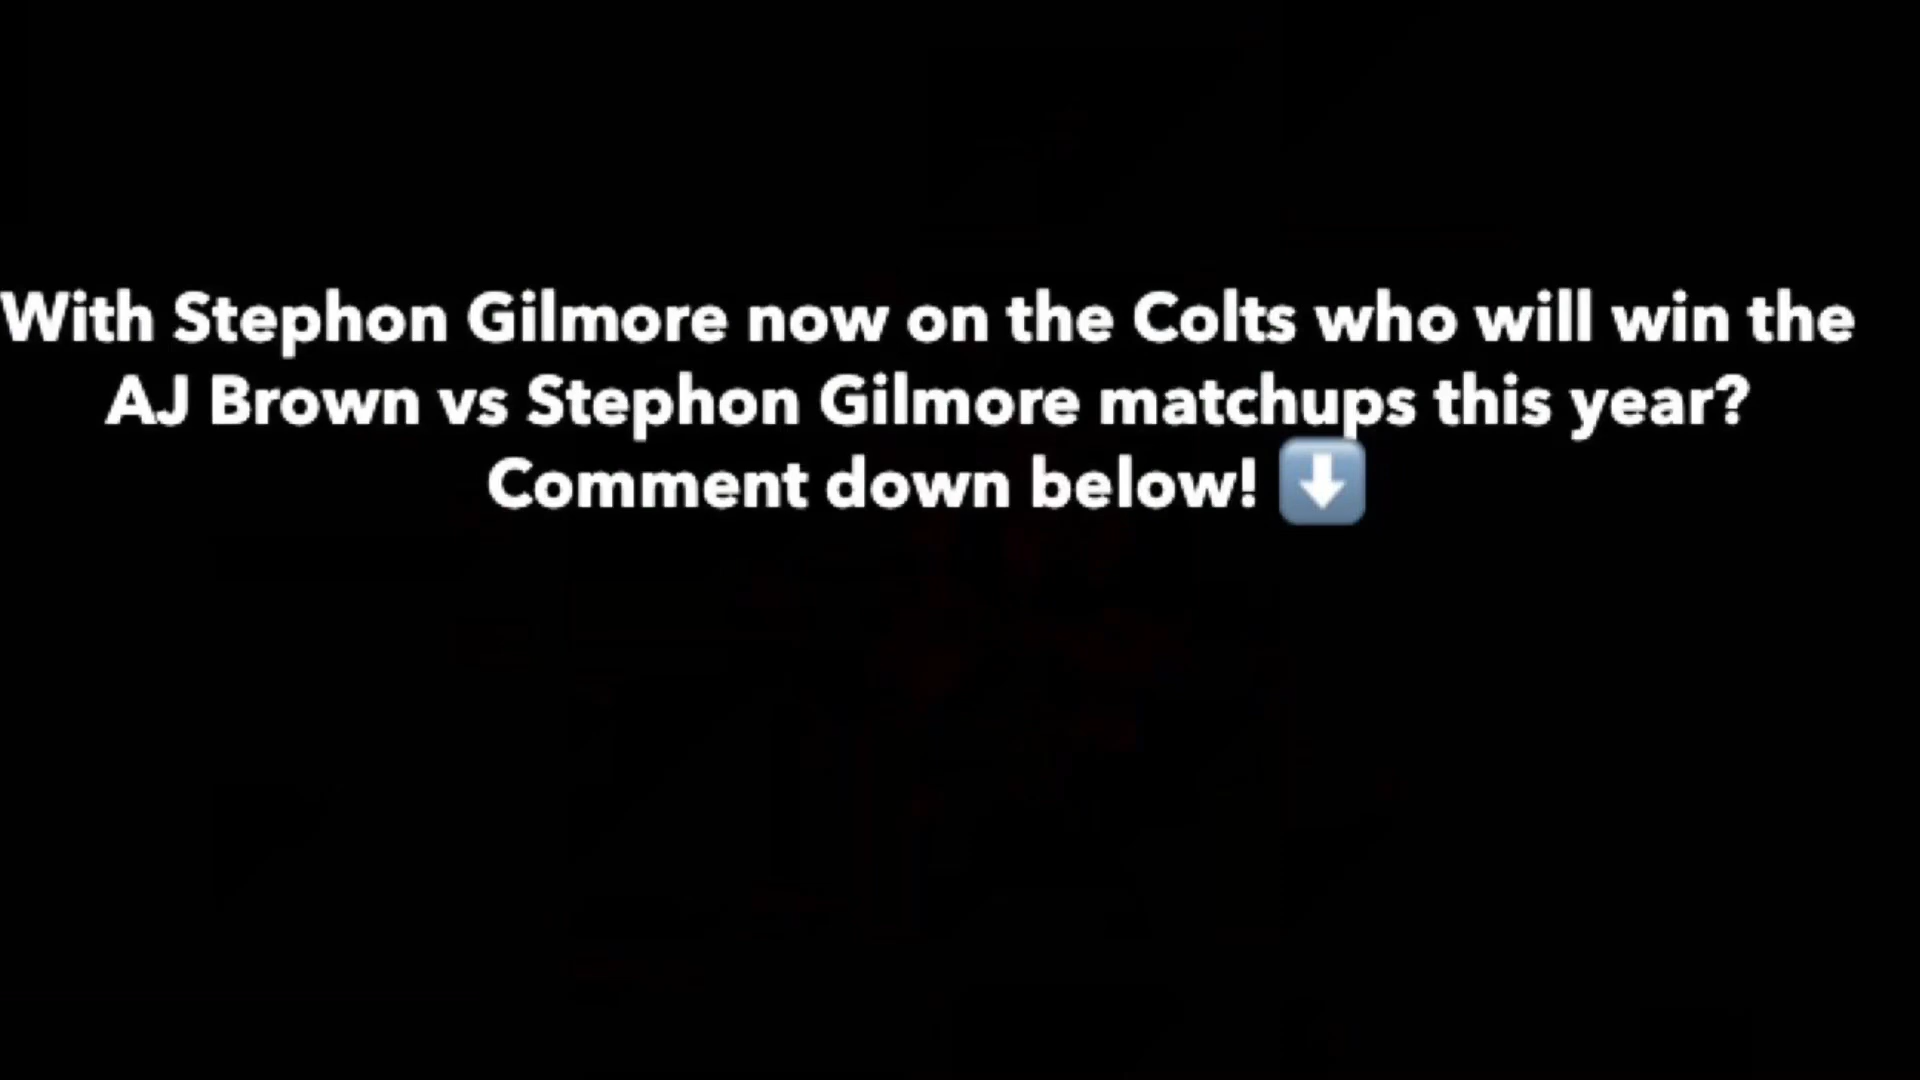 With Stephon Gilmore now on the Colts who will win the
AJ Brown vs Stephon Gilmore matchups this year?
Comment down below! ⬇️